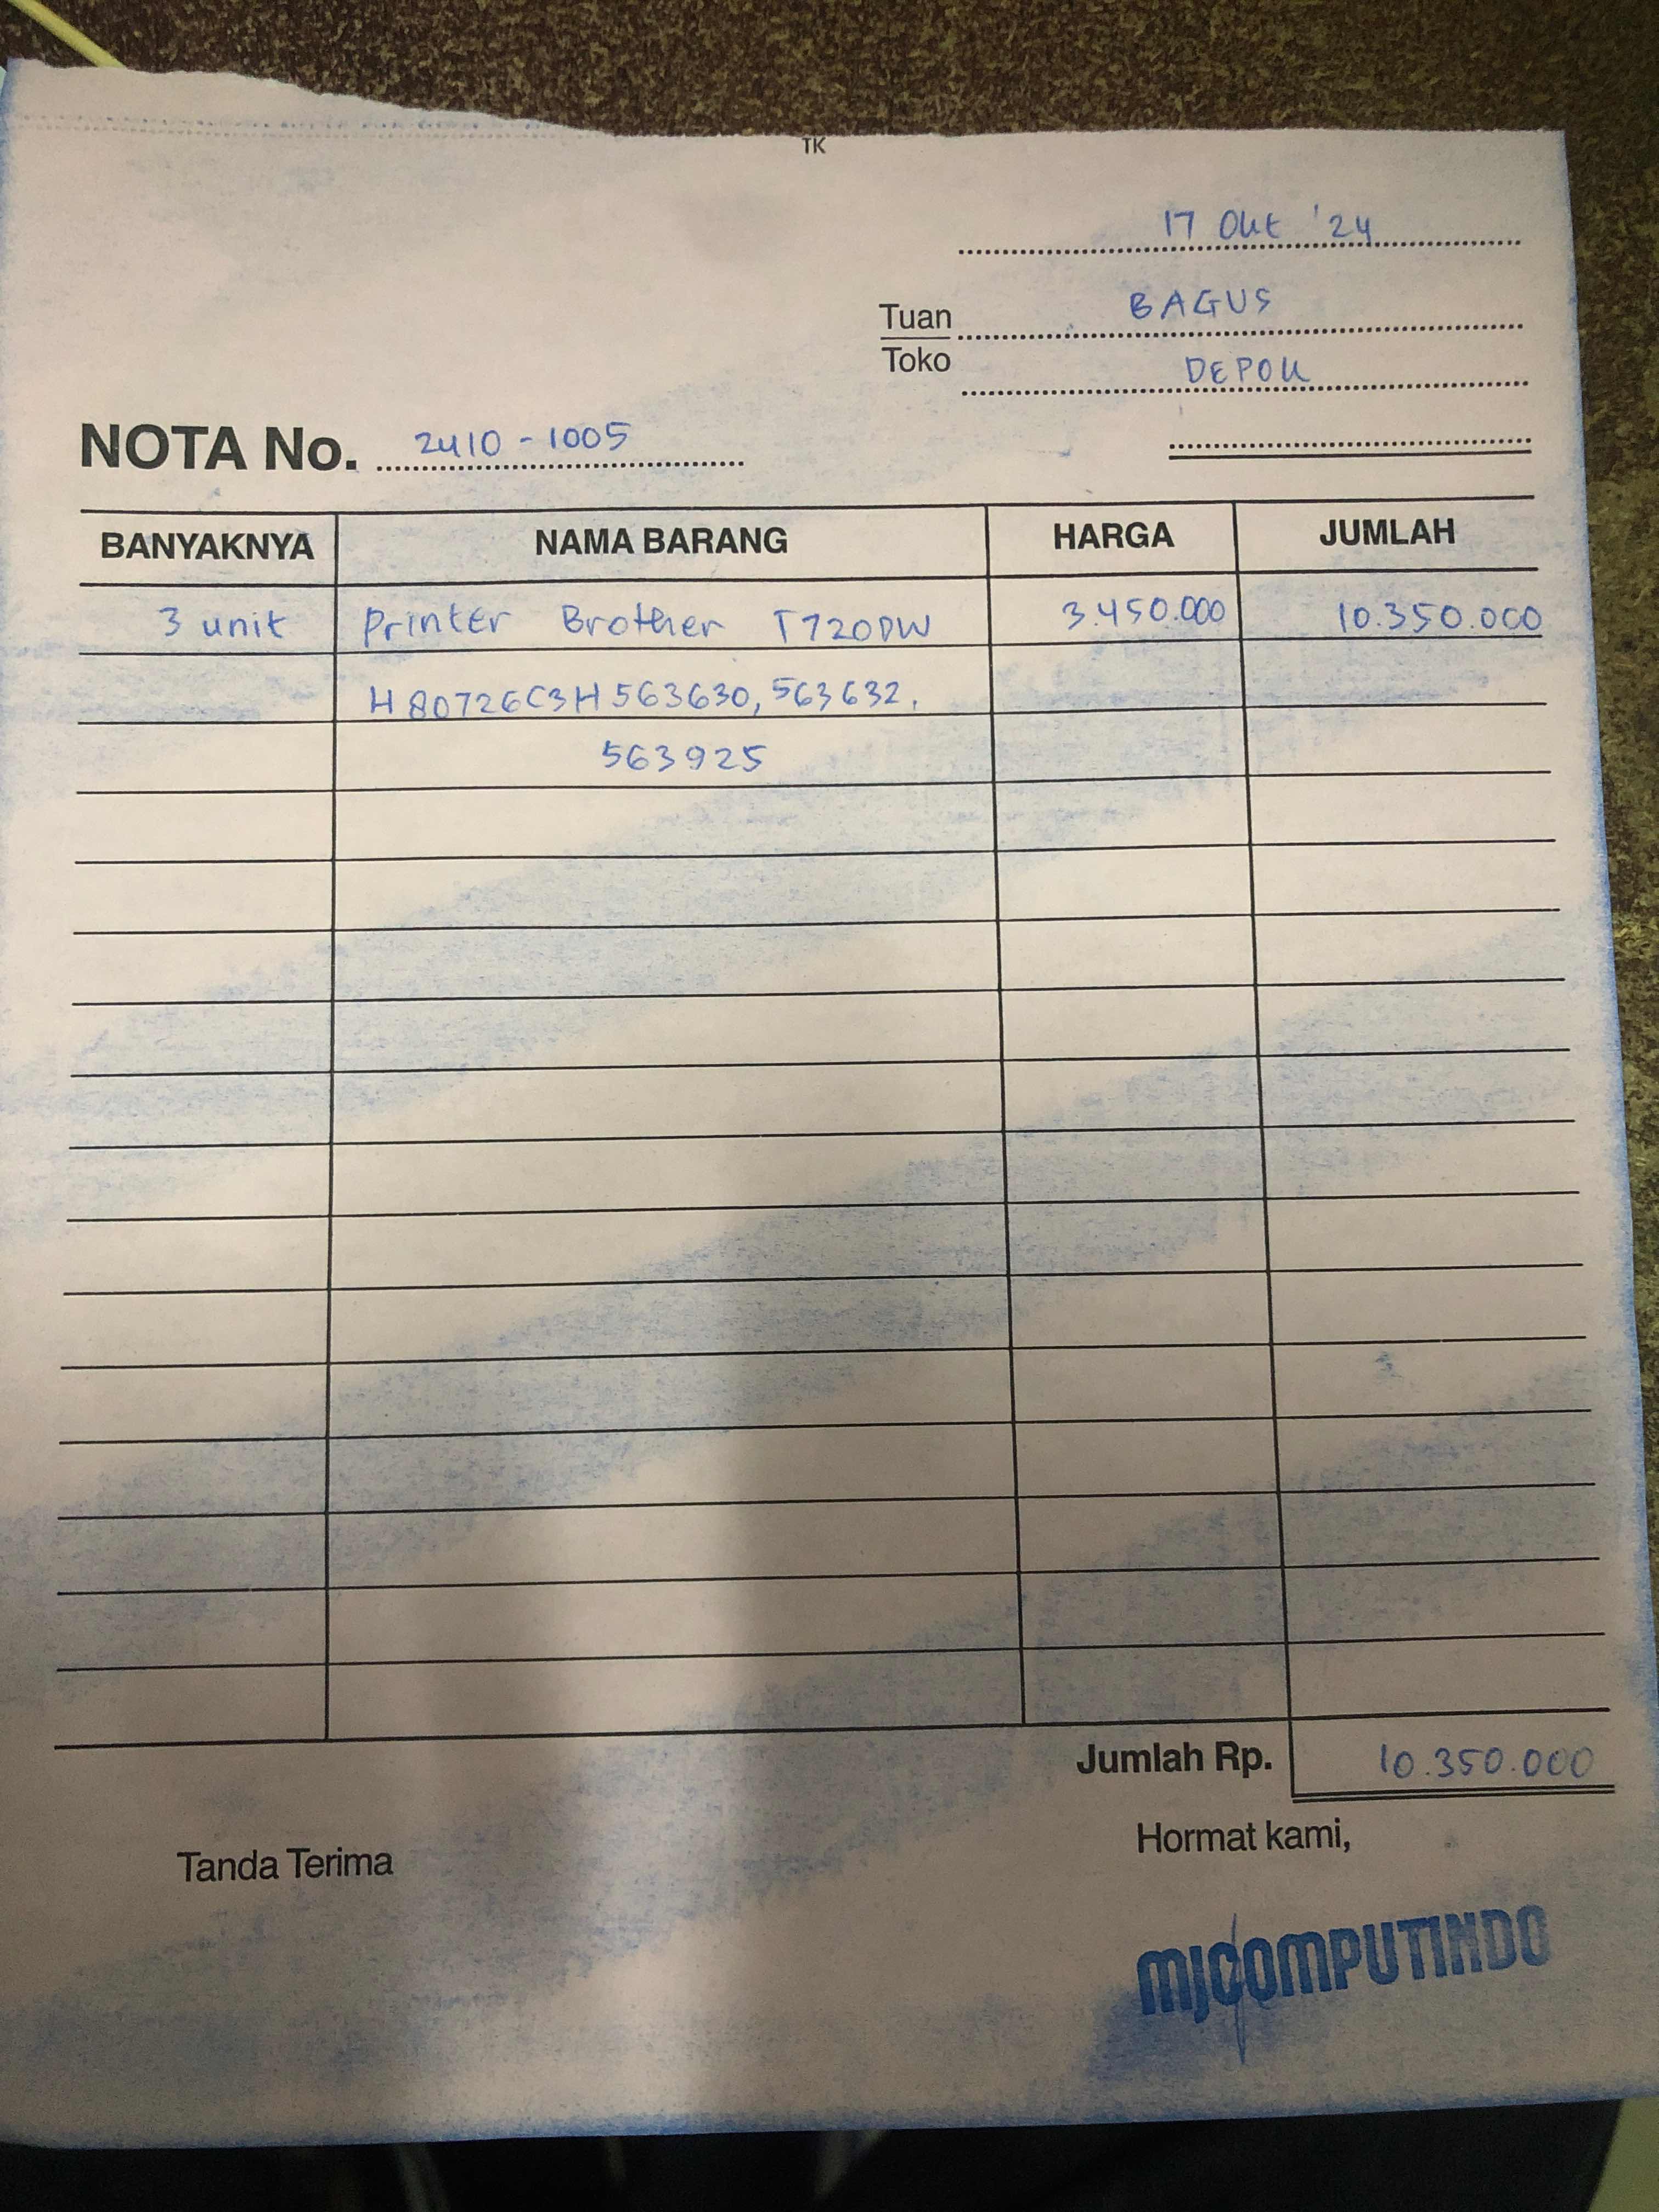 TK
17 Okt '24
Tuan BAGUS
Toko DEPOK
NOTA No. 2410 - 1005
BANYAKNYA NAMA BARANG HARGA JUMLAH
3 unit Printer Brother T720DW 3.450.000 10.350.000
H80726C3H563630, 563632,
563925
Jumlah Rp. 10.350.000
Hormat kami,
Tanda Terima
MJCOMPUTINDO